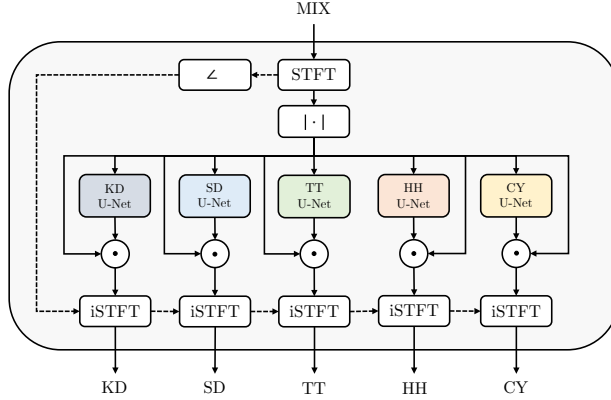 MIX
∠
STFT
| · |
KD
U-Net
SD
U-Net
TT
U-Net
HH
U-Net
CY
U-Net
iSTFT
iSTFT
iSTFT
iSTFT
iSTFT
KD
SD
TT
HH
CY